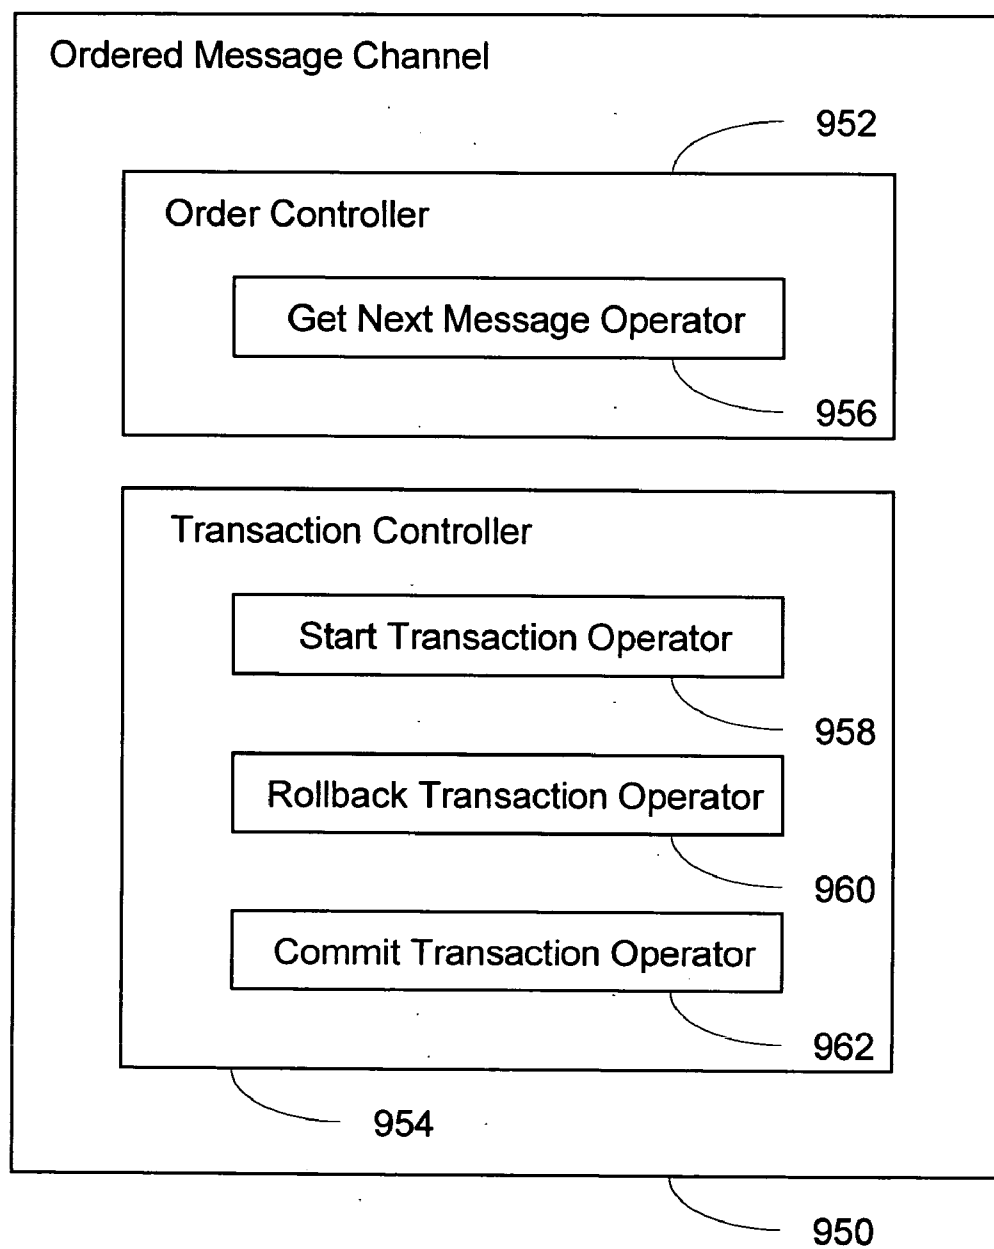 Ordered Message Channel
952
Order Controller
Get Next Message Operator
956
Transaction Controller
Start Transaction Operator
958
Rollback Transaction Operator
960
Commit Transaction Operator
962
954
950